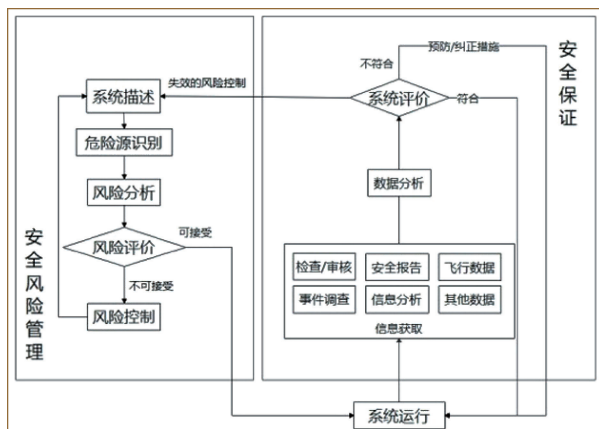 安全风险管理
失效的风险控制
系统描述
危险源识别
风险分析
风险评价
可接受
不可接受
风险控制
安全保证
预防/纠正措施
不符合
系统评价
符合
数据分析
检查/审核
安全报告
飞行数据
事件调查
信息分析
其他数据
信息获取
系统运行